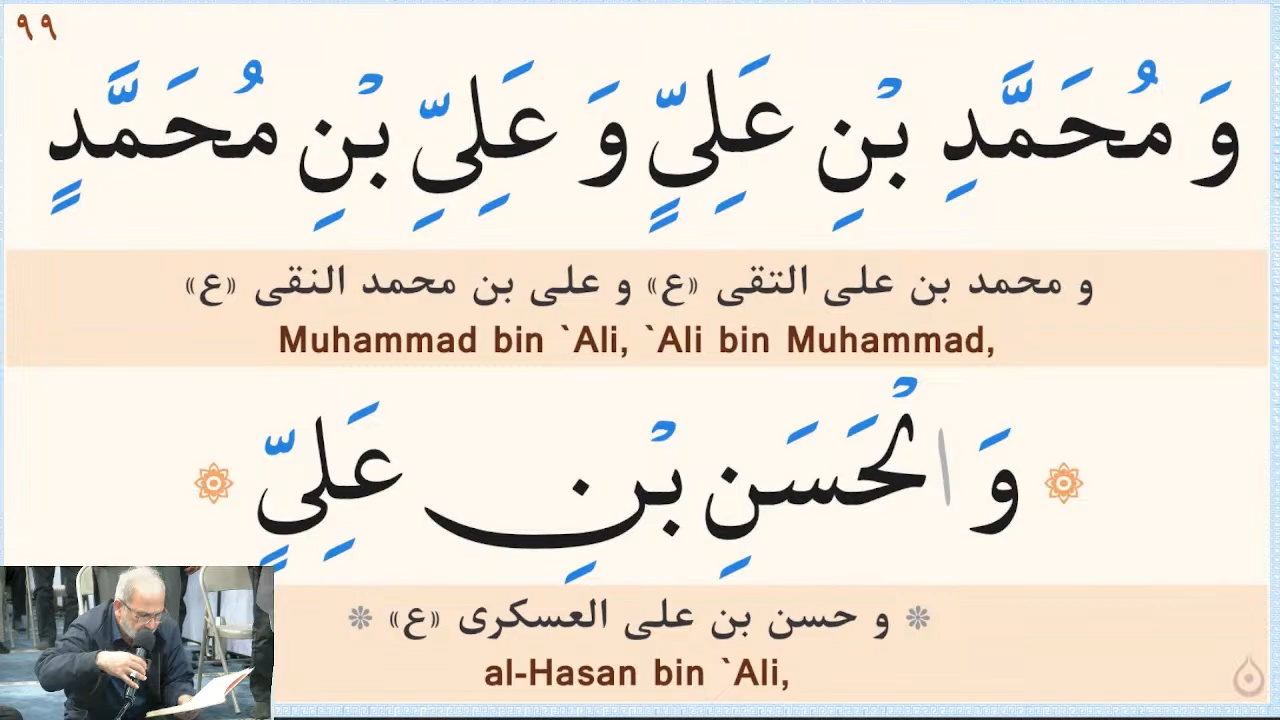 ۹۹
وَ مُحَمَّدِ بْنِ عَلِيٍّ وَ عَلِيِّ بْنِ مُحَمَّدٍ
و محمد بن علی التقی «ع» و علی بن محمد النقی «ع»
Muhammad bin `Ali, `Ali bin Muhammad,
وَ الْحَسَنِ بْنِ عَلِيٍّ
و حسن بن علی العسکری «ع»
al-Hasan bin `Ali,